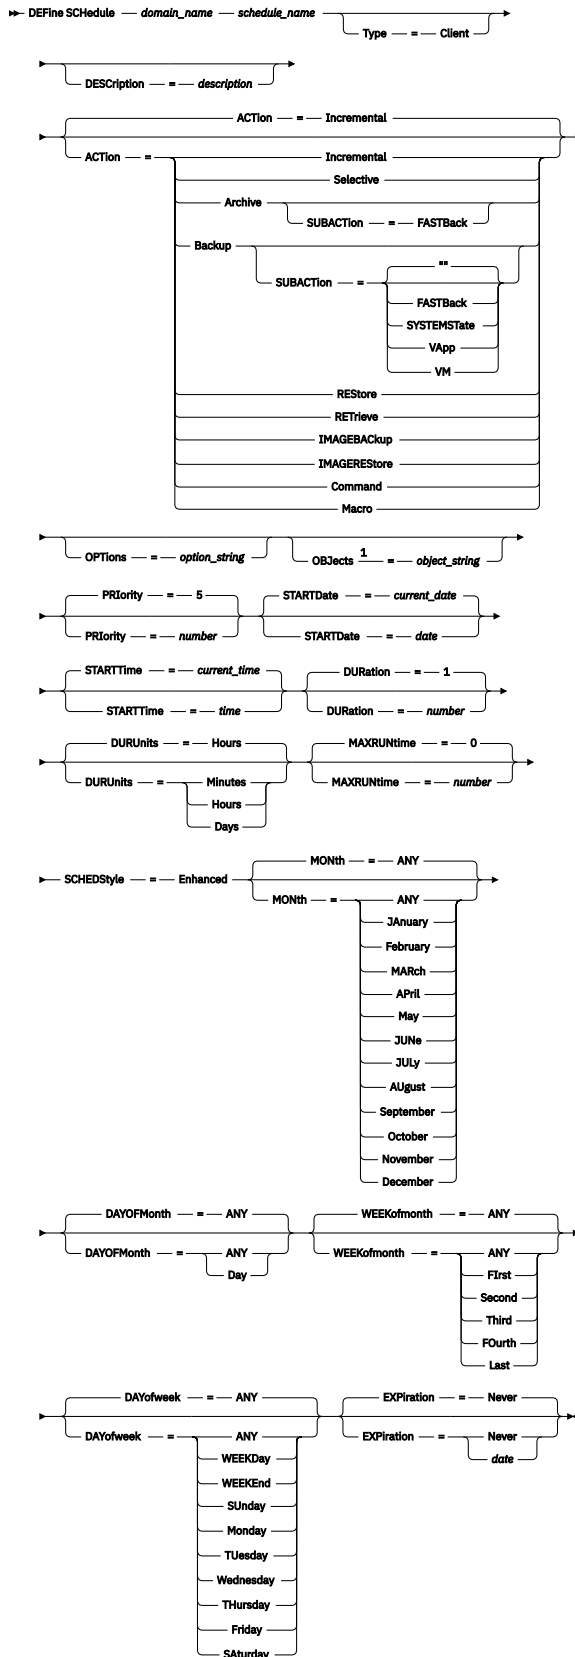 DEFine SCHedule domain_name schedule_name
Type = Client
DESCription = description
ACTion = Incremental
ACTion = Incremental
Selective
Archive
SUBACTion = FASTBack
Backup
""
SUBACTion =
FASTBack
SYSTEMSTate
VApp
VM
REStore
RETrieve
IMAGEBACkup
IMAGEREStore
Command
Macro
OPTions = option_string
OBJects 1 = object_string
PRIority = 5
PRIority = number
STARTDate = current_date
STARTDate = date
STARTTime = current_time
STARTTime = time
DURation = 1
DURation = number
DURUnits = Hours
DURUnits = Minutes
Hours
Days
MAXRUNtime = 0
MAXRUNtime = number
SCHEDStyle = Enhanced
MONth = ANY
MONth = ANY
JAnuary
February
MARch
APril
May
JUNe
JULy
AUgust
September
October
November
December
DAYOFMonth = ANY
DAYOFMonth = ANY
Day
WEEKofmonth = ANY
WEEKofmonth = ANY
FIrst
Second
Third
FOurth
Last
DAYofweek = ANY
DAYofweek = ANY
WEEKDay
WEEKEnd
SUnday
Monday
TUesday
Wednesday
THursday
Friday
SAturday
EXPiration = Never
EXPiration = Never
date